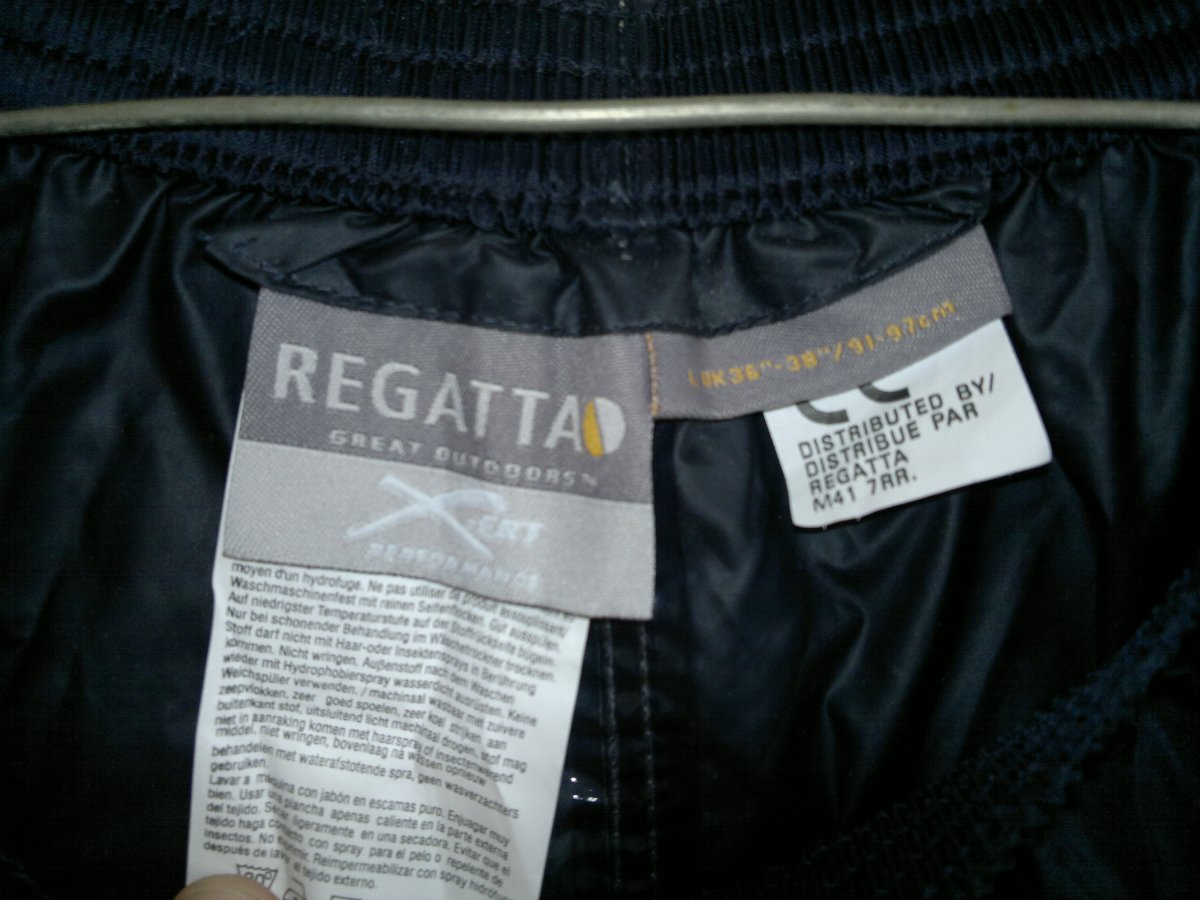 REGATTA
GREAT OUTDOORS
XPERT
PERFORMANCE
L UK36"-38"/91-97cm
CE
DISTRIBUTED BY/
DISTRIBUE PAR
REGATTA
M41 7RR.
moyen d'un hydrofuge. Ne pas utiliser de produit assouplissant/
Waschmaschinenfest mit reinen Seifenflocken. Gut ausspülen.
Auf niedrigster Temperaturstufe auf der Stoffrückseite bügeln.
Nur bei schonender Behandlung im Wäschetrockner trocknen.
Stoff darf nicht mit Haar-oder Insektensprays in Berührung
kommen. Nicht wringen. Außenstoff nach dem Waschen
wieder mit Hydrophobierspray wasserdicht ausrüsten. Keine
Weichspüler verwenden. / machinaal wasbaar met zuivere
zeepvlokken, zeer goed spoelen, zeer koel strijken, aan
buitenkant stof, uitsluitend licht machinaal drogen, stof mag
niet in aanraking komen met haarspray of insectenwerend
middel, niet wringen, bovenlaag na wassen opnieuw
behandelen met waterafstotende spra, geen wasverzachters
gebruiken.
Lavar a maquina con jabón en escamas puro. Enjuagar muy
bien. Usar una plancha apenas caliente en la parte externa
del tejido. Secar ligeramente en una secadora. Evitar que el
tejido haga contacto con spray para el pelo o repelente de
insectos. No exprimir. Reimpermeabilizar con spray hidrófugo
después de lavar el tejido externo.